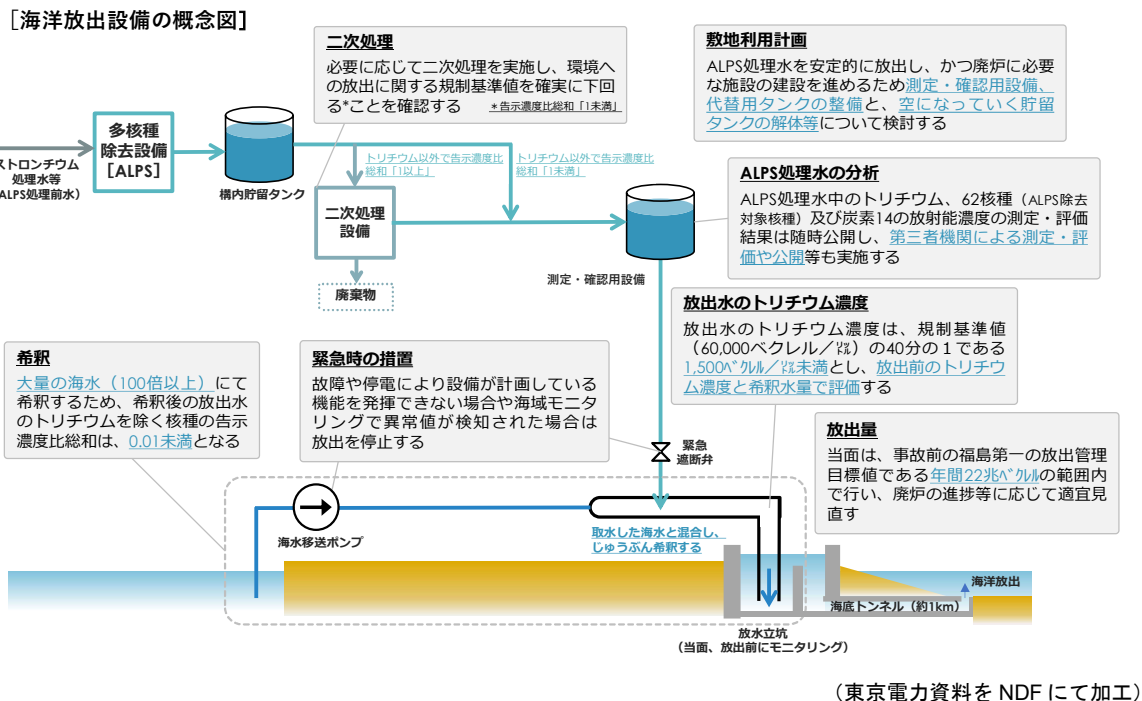 ［海洋放出設備の概念図］
二次処理
必要に応じて二次処理を実施し、環境へ
の放出に関する規制基準値を確実に下回
る*ことを確認する ＊告示濃度比総和「1未満」
敷地利用計画
ALPS処理水を安定的に放出し、かつ廃炉に必要
な施設の建設を進めるため測定・確認用設備、
代替用タンクの整備と、空になっていく貯留
タンクの解体等について検討する
ストロンチウム
処理水等
ALPS処理前水）
多核種
除去設備
［ALPS］
構内貯留タンク
トリチウム以外で告示濃度比
総和「1以上」
トリチウム以外で告示濃度比
総和「1未満」
二次処理
設備
廃棄物
測定・確認用設備
ALPS処理水の分析
ALPS処理水中のトリチウム、62核種（ALPS除去
対象核種）及び炭素14の放射能濃度の測定・評価
結果は随時公開し、第三者機関による測定・評
価や公開等も実施する
放出水のトリチウム濃度
放出水のトリチウム濃度は、規制基準値
（60,000ベクレル／㍑）の40分の１である
1,500ﾍﾞｸﾚﾙ／㍑未満とし、放出前のトリチウ
ム濃度と希釈水量で評価する
希釈
大量の海水（100倍以上）にて
希釈するため、希釈後の放出水
のトリチウムを除く核種の告示
濃度比総和は、0.01未満となる
緊急時の措置
故障や停電により設備が計画している
機能を発揮できない場合や海域モニタ
リングで異常値が検知された場合は
放出を停止する
放出量
当面は、事故前の福島第一の放出管理
目標値である年間22兆ﾍﾞｸﾚﾙの範囲内
で行い、廃炉の進捗等に応じて適宜見
直す
緊急
遮断弁
海水移送ポンプ
取水した海水と混合し、
じゅうぶん希釈する
海洋放出
海底トンネル（約1km）
放水立坑
（当面、放出前にモニタリング）
（東京電力資料を NDF にて加工）